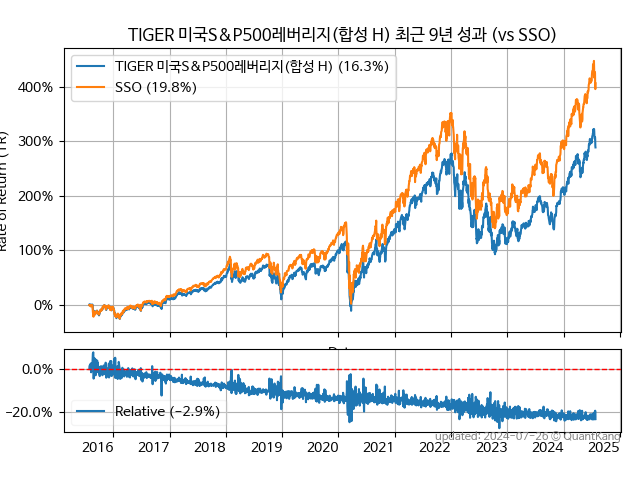 TIGER 미국S&P500레버리지(합성 H) 최근 9년 성과 (vs SSO)
TIGER 미국S&P500레버리지(합성 H) (16.3%)
SSO (19.8%)
400%
300%
200%
100%
0%
Rate of Return (TR)
0.0%
−20.0%
Relative (−2.9%)
updated: 2024-07-26 © QuantKang
2016 2017 2018 2019 2020 2021 2022 2023 2024 2025